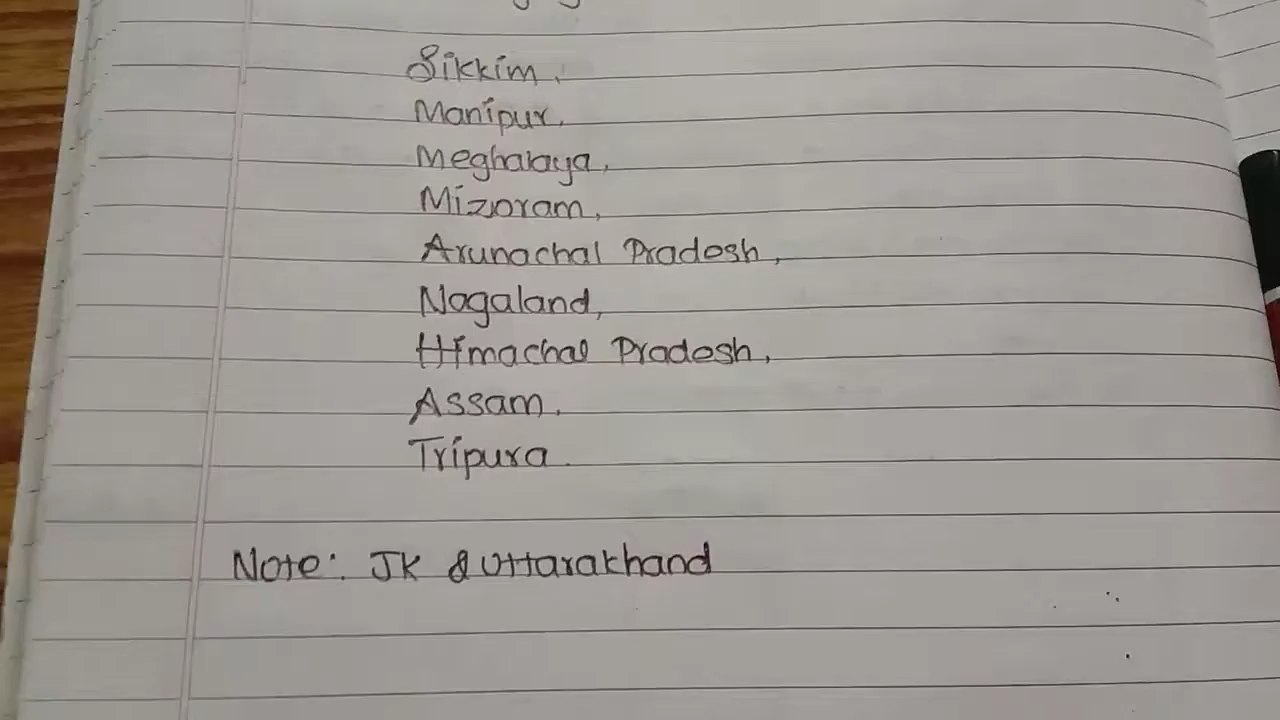 Sikkim,
Manipur,
Meghalaya,
Mizoram,
Arunachal Pradesh,
Nagaland,
Himachal Pradesh,
Assam,
Tripura.
Note: JK & Uttarakhand